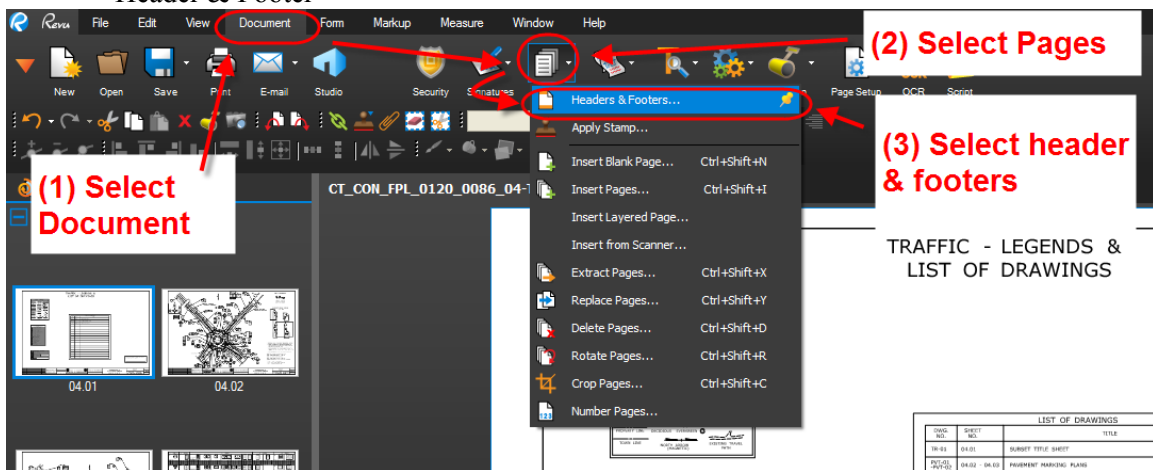 Header & Footer
Revu File Edit View Document Form Markup Measure Window Help
(2) Select Pages
New Open Save Print E-mail Studio Security Signatures Page Setup OCR Script
Headers & Footers...
Apply Stamp...
(3) Select header
& footers
Insert Blank Page... Ctrl+Shift+N
(1) Select
Document
CT_CON_FPL_0120_0086_04-T
Insert Pages... Ctrl+Shift+I
Insert Layered Page...
Insert from Scanner...
TRAFFIC - LEGENDS &
LIST OF DRAWINGS
Extract Pages... Ctrl+Shift+X
Replace Pages... Ctrl+Shift+Y
Delete Pages... Ctrl+Shift+D
Rotate Pages... Ctrl+Shift+R
Crop Pages... Ctrl+Shift+C
Number Pages...
04.01 04.02
LIST OF DRAWINGS
DWG. NO. SHEET NO. TITLE
TR-01 04.01 SUBSET TITLE SHEET
04.02 - 04.03 PAVEMENT MARKING PLANS